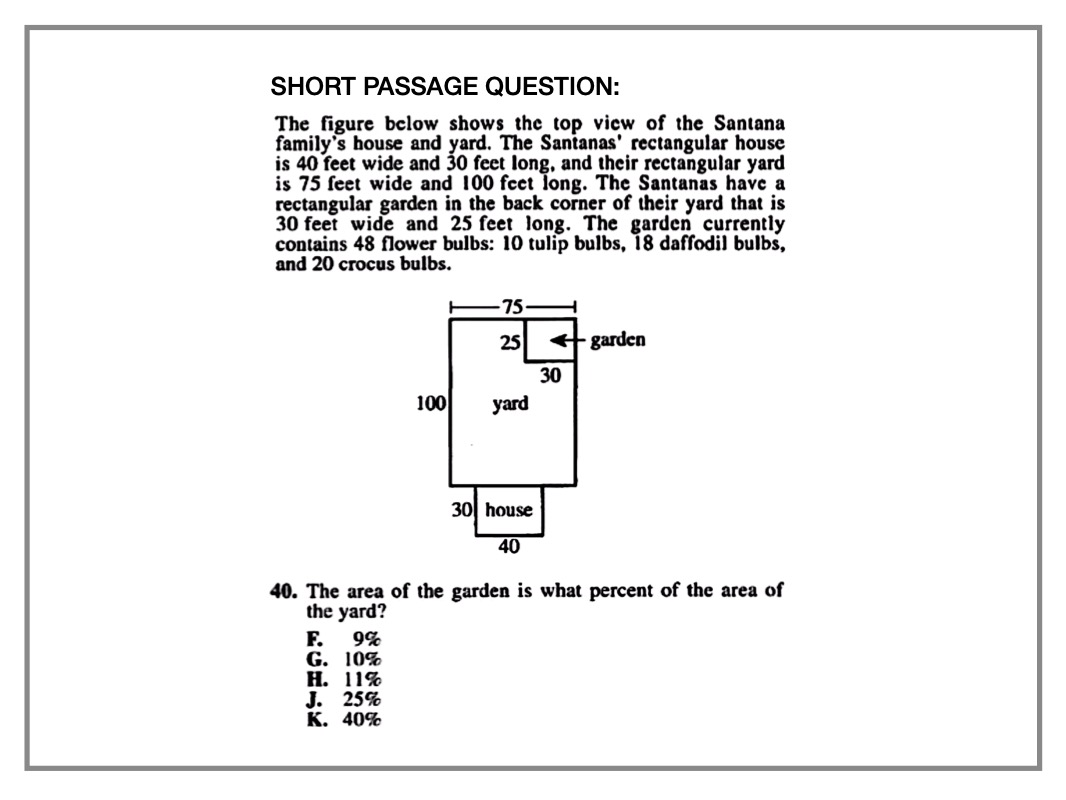 SHORT PASSAGE QUESTION:
The figure below shows the top view of the Santana
family's house and yard. The Santanas' rectangular house
is 40 feet wide and 30 feet long, and their rectangular yard
is 75 feet wide and 100 feet long. The Santanas have a
rectangular garden in the back corner of their yard that is
30 feet wide and 25 feet long. The garden currently
contains 48 flower bulbs: 10 tulip bulbs, 18 daffodil bulbs,
and 20 crocus bulbs.
75
25
garden
30
100
yard
30
house
40
40. The area of the garden is what percent of the area of
the yard?
F. 9%
G. 10%
H. 11%
J. 25%
K. 40%